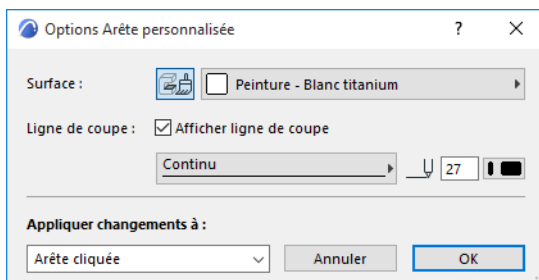 Options Arête personnalisée ?
Surface : Peinture - Blanc titanium
Ligne de coupe : Afficher ligne de coupe
Continu 27
Appliquer changements à :
Arête cliquée Annuler OK